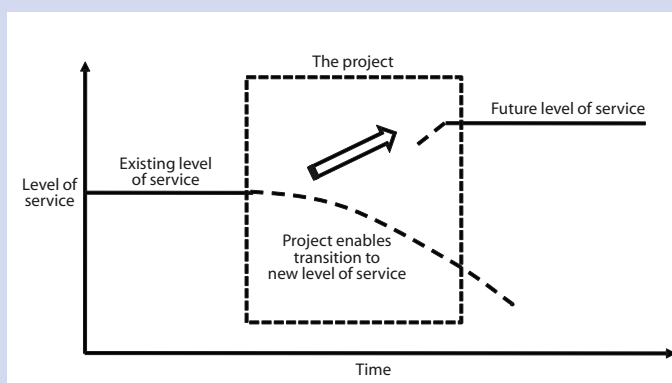 The project
Future level of service
Existing level
of service
Level of
service
Project enables
transition to
new level of service
Time